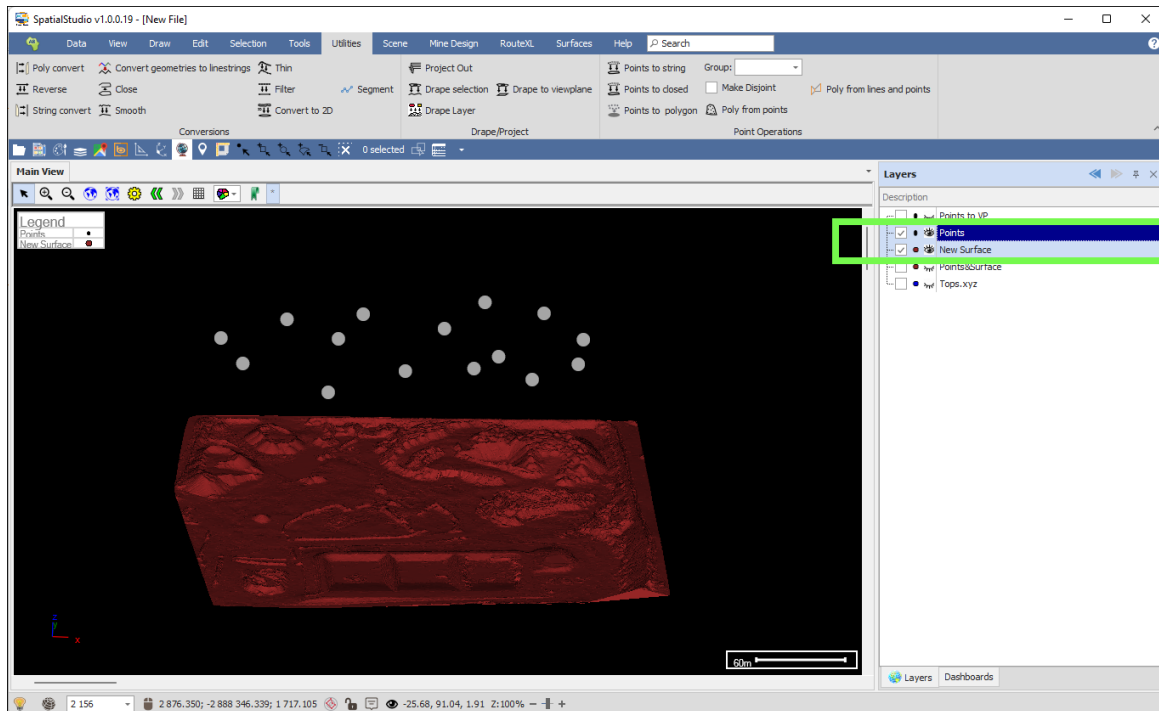 SpatialStudio v1.0.0.19 - [New File]
Data View Draw Edit Selection Tools Utilities Scene Mine Design RouteXL Surfaces Help Search
Poly convert Convert geometries to linestrings Thin Project Out Points to string Group:
Reverse Close Filter Segment Drape selection Drape to viewplane Points to closed Make Disjoint Poly from lines and points
String convert Smooth Convert to 2D Drape Layer Points to polygon Poly from points
Conversions Drape/Project Point Operations
0 selected
Main View
Layers
Description
Legend
Points
New Surface
Points to VP
Points
New Surface
Points&Surface
Tops.xyz
z
y
x
60m
Layers Dashboards
2 156 2 876.350; -2 888 346.339; 1 717.105 -25.68, 91.04, 1.91 Z:100%